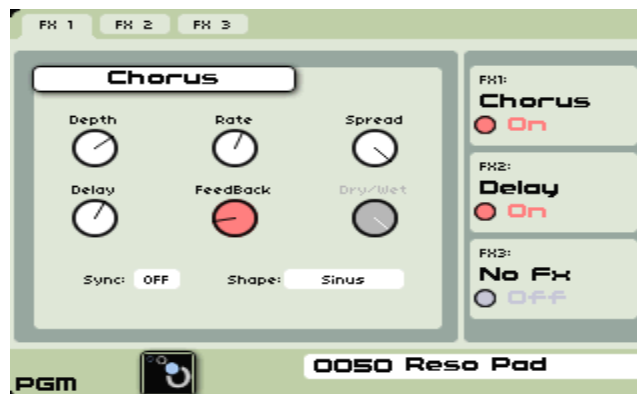 FX 1 FX 2 FX 3
Chorus
Depth Rate Spread
Delay FeedBack Dry/Wet
Sync: OFF Shape: Sinus
FX1:
Chorus
On
FX2:
Delay
On
FX3:
No Fx
Off
PGM 0050 Reso Pad